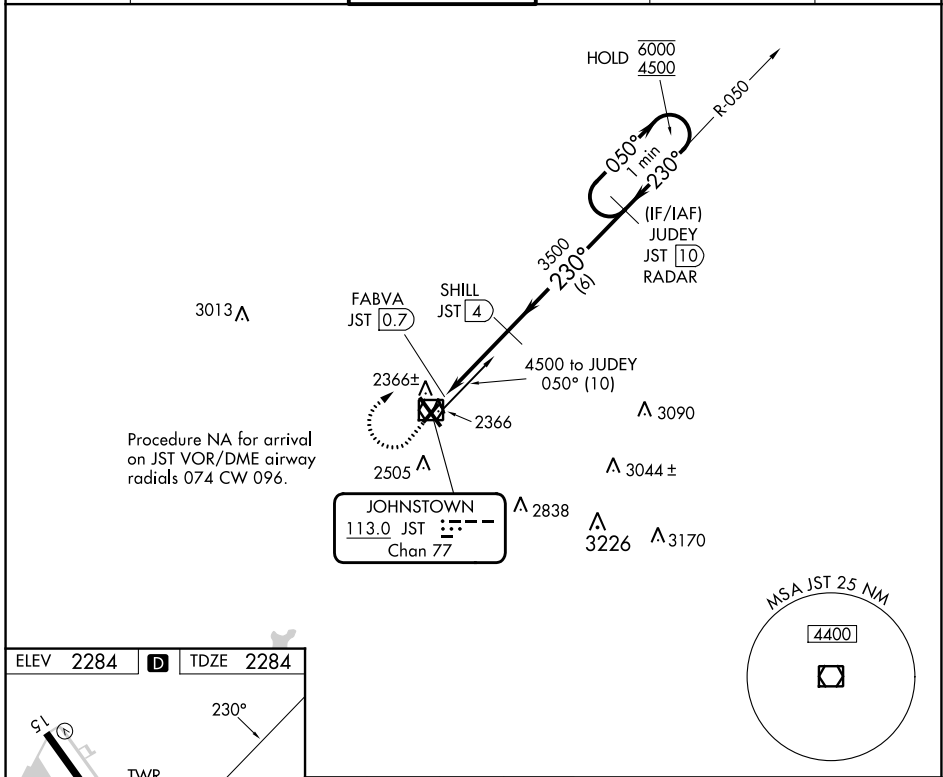 HOLD 6000
4500
R-050
050°
1 min
230°
(IF/IAF)
JUDEY
JST 10
RADAR
3500
230°
(6)
SHILL
JST 4
FABVA
JST 0.7
3013
4500 to JUDEY
050° (10)
2366±
2366
3090
Procedure NA for arrival
on JST VOR/DME airway
radials 074 CW 096.
2505
3044 ±
JOHNSTOWN
113.0 JST
Chan 77
2838
3226
3170
MSA JST 25 NM
4400
ELEV 2284 D TDZE 2284
230°
15
V
TWR